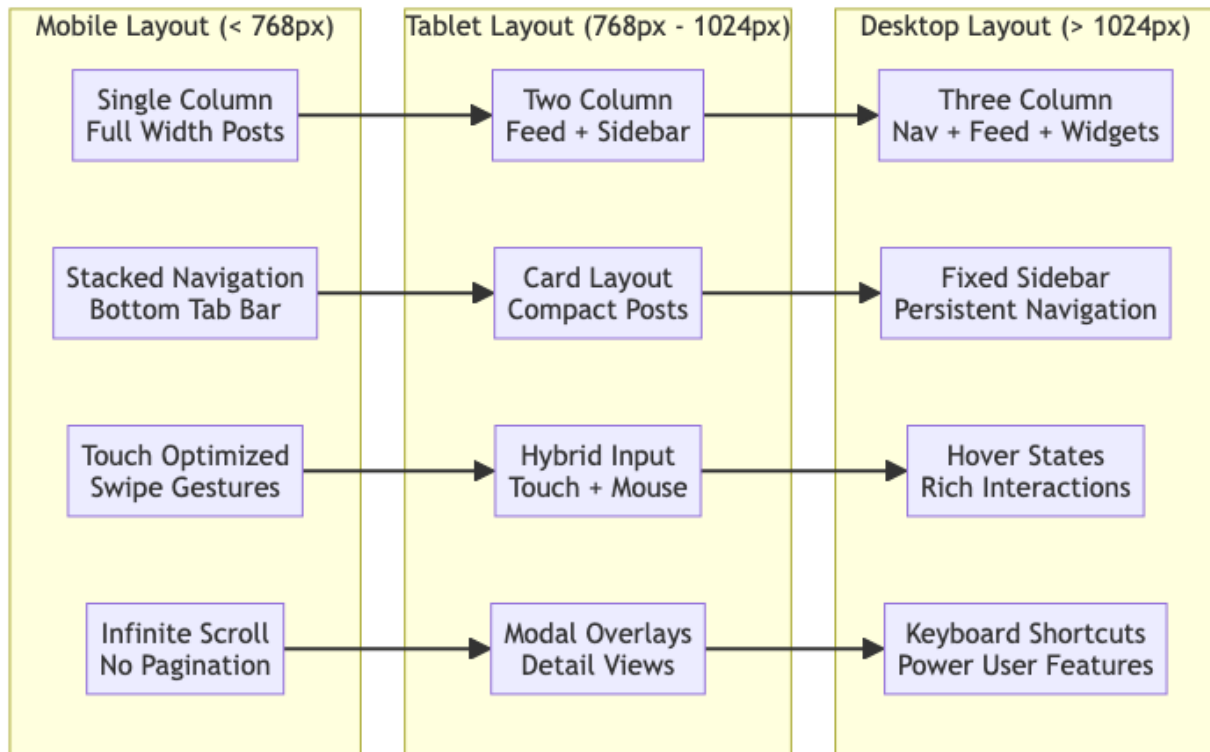 Mobile Layout (< 768px)
Single Column
Full Width Posts
Stacked Navigation
Bottom Tab Bar
Touch Optimized
Swipe Gestures
Infinite Scroll
No Pagination
Tablet Layout (768px - 1024px)
Two Column
Feed + Sidebar
Card Layout
Compact Posts
Hybrid Input
Touch + Mouse
Modal Overlays
Detail Views
Desktop Layout (> 1024px)
Three Column
Nav + Feed + Widgets
Fixed Sidebar
Persistent Navigation
Hover States
Rich Interactions
Keyboard Shortcuts
Power User Features